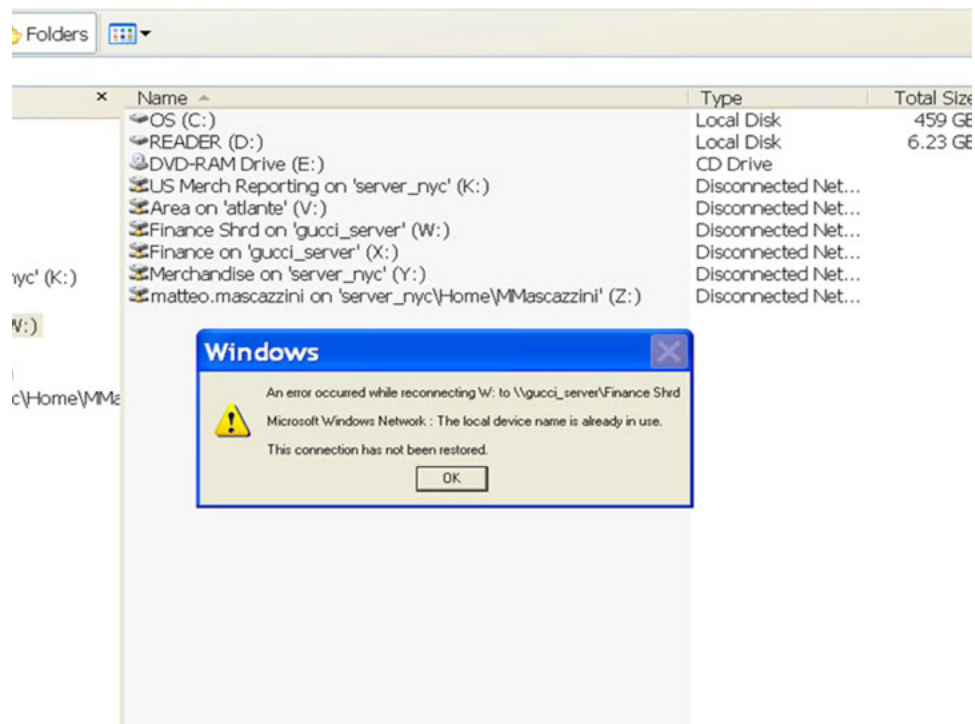 Folders
Name Type Total Size
OS (C:) Local Disk 459 GB
READER (D:) Local Disk 6.23 GB
DVD-RAM Drive (E:) CD Drive
US Merch Reporting on 'server_nyc' (K:) Disconnected Net...
Area on 'atlante' (V:) Disconnected Net...
Finance Shrd on 'gucci_server' (W:) Disconnected Net...
Finance on 'gucci_server' (X:) Disconnected Net...
Merchandise on 'server_nyc' (Y:) Disconnected Net...
matteo.mascazzini on 'server_nyc\Home\MMascazzini' (Z:) Disconnected Net...
nyc' (K:)
W:)
c\Home\MMa
Windows
An error occurred while reconnecting W: to \\gucci_server\Finance Shrd
Microsoft Windows Network : The local device name is already in use.
This connection has not been restored.
OK